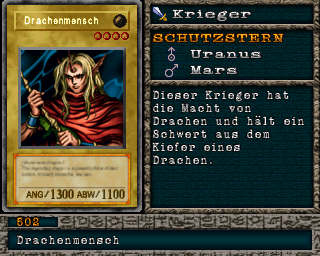 Drachenmensch
ANG/1300 ABW/1100
Krieger
SCHUTZSTERN
Uranus
Mars
Dieser Krieger hat
die Macht von
Drachen und hält ein
Schwert aus dem
Kiefer eines
Drachen.
502
Drachenmensch